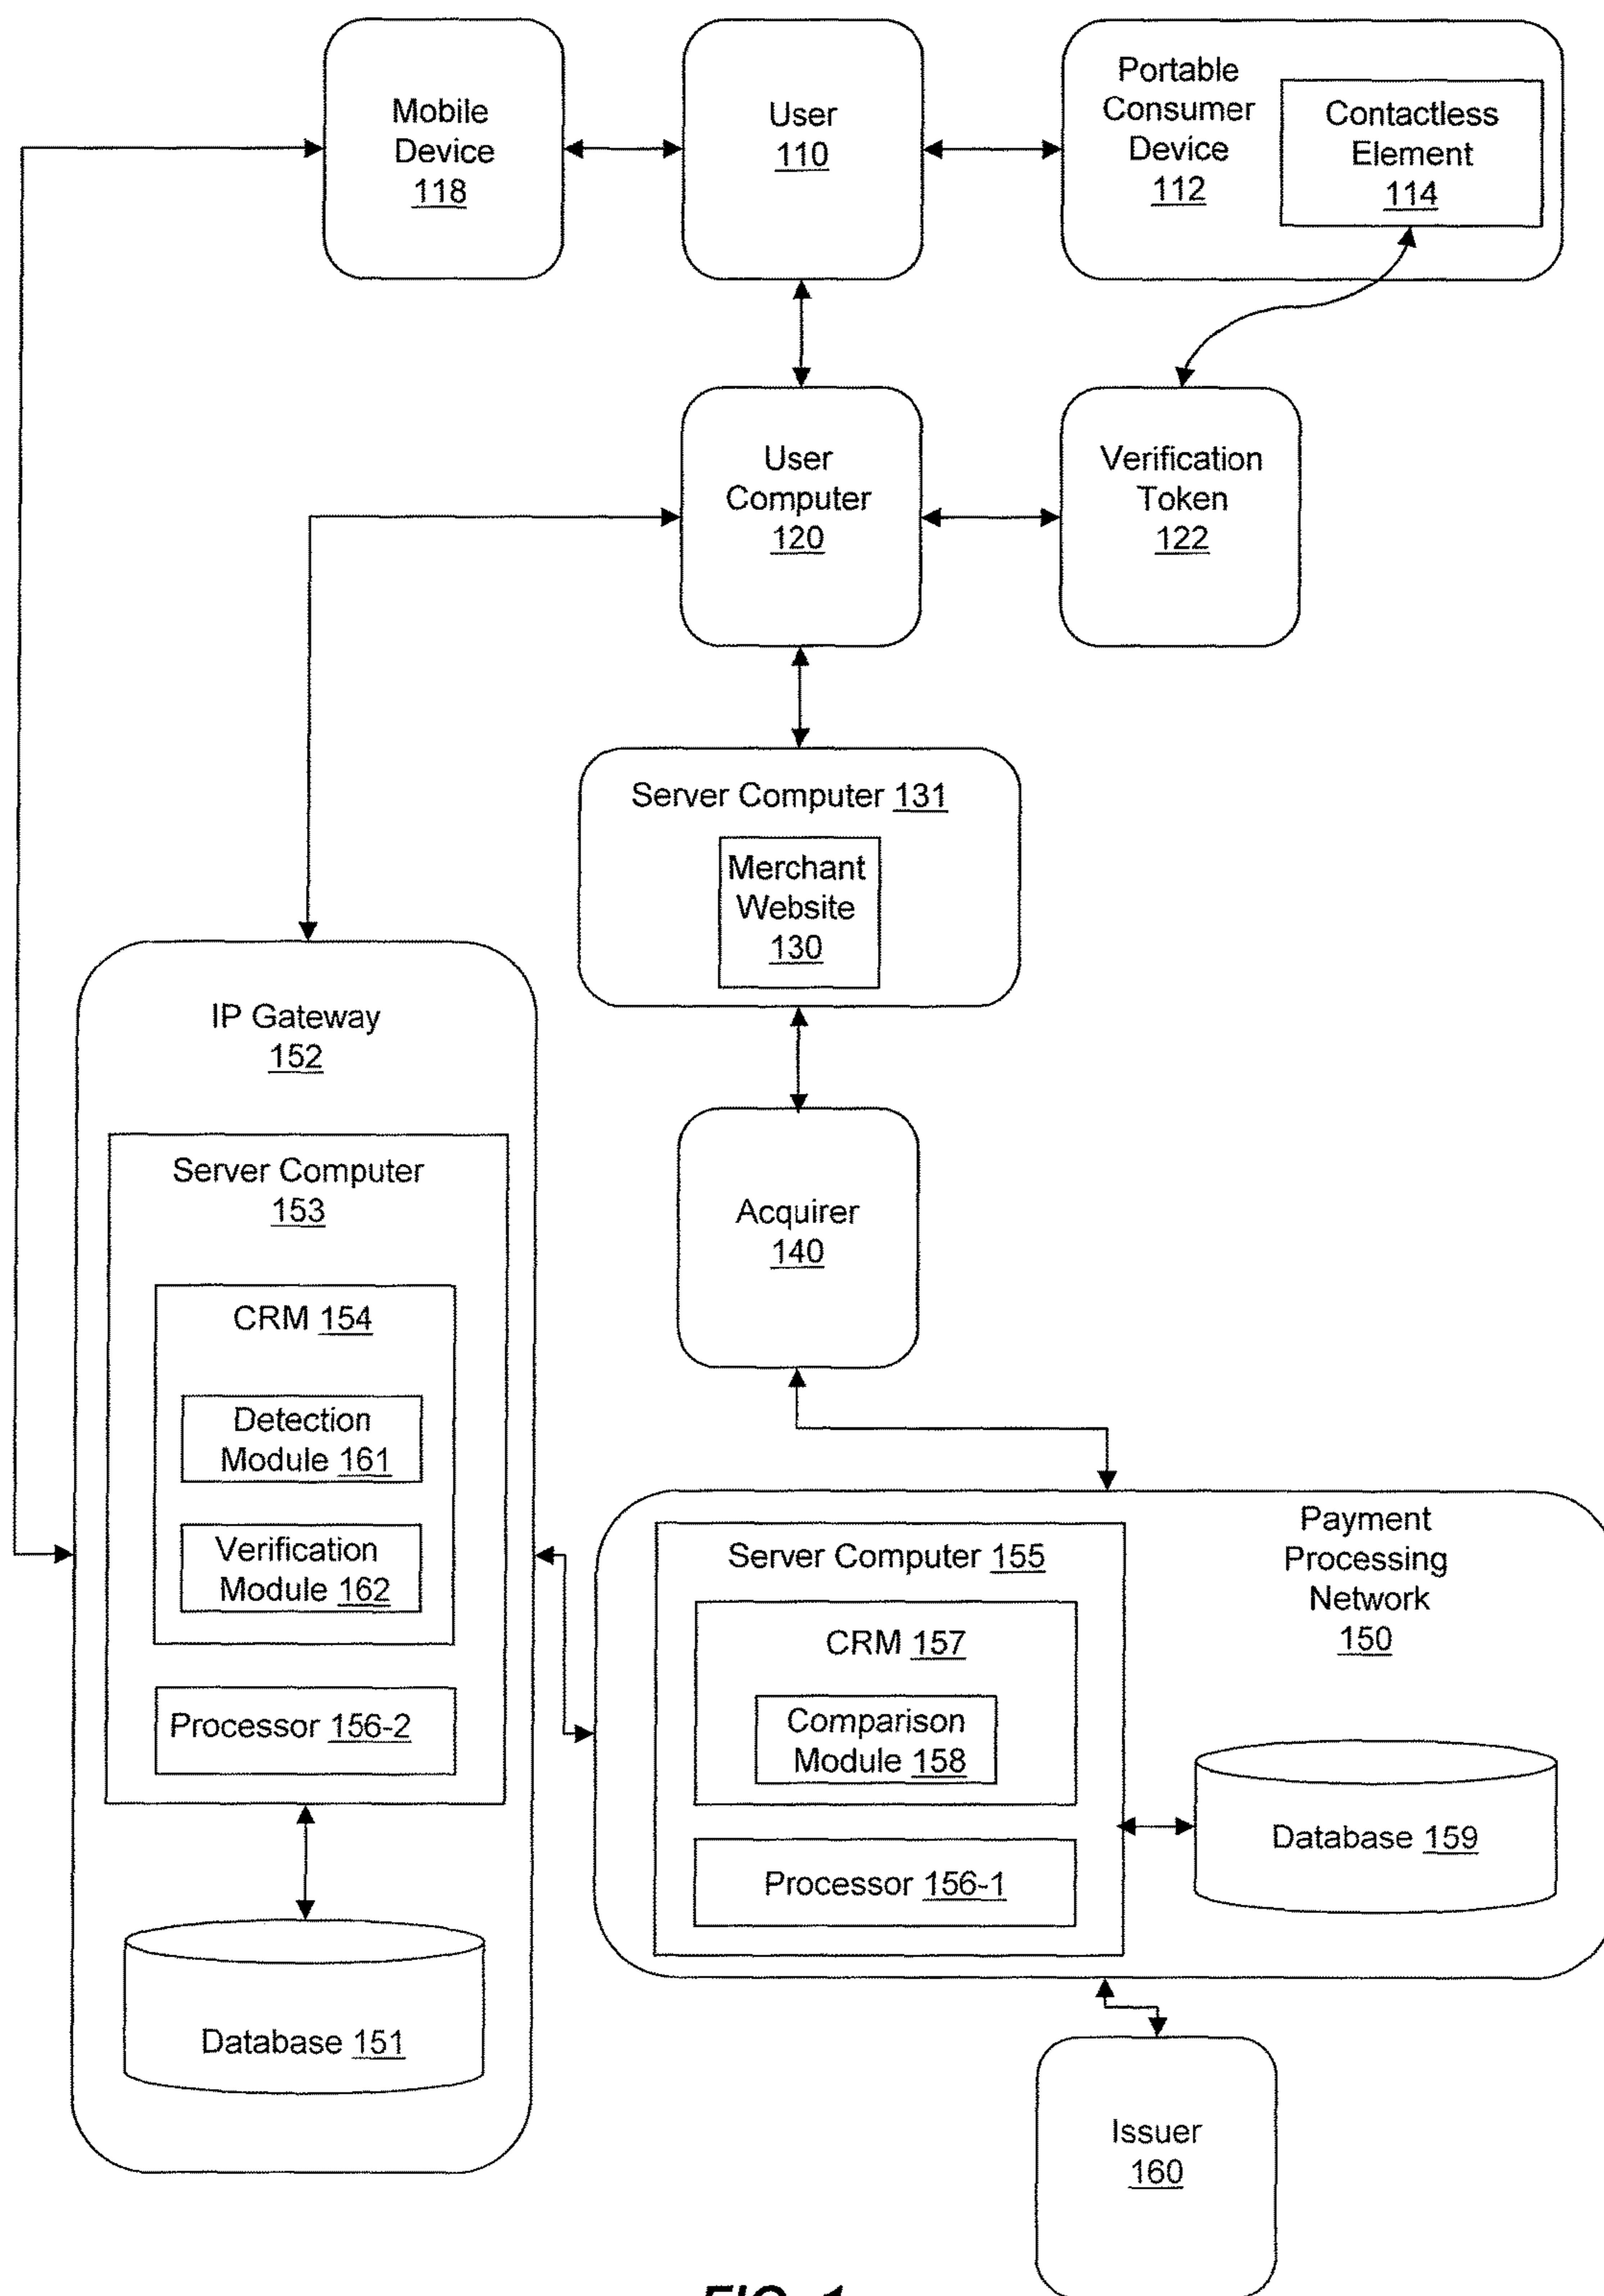 Mobile
Device
118
User
110
Portable
Consumer
Device
112
Contactless
Element
114
User
Computer
120
Verification
Token
122
Server Computer 131
Merchant
Website
130
IP Gateway
152
Server Computer
153
CRM 154
Detection
Module 161
Verification
Module 162
Processor 156-2
Database 151
Acquirer
140
Payment
Processing
Network
150
Server Computer 155
CRM 157
Comparison
Module 158
Processor 156-1
Database 159
Issuer
160
FIG. 1